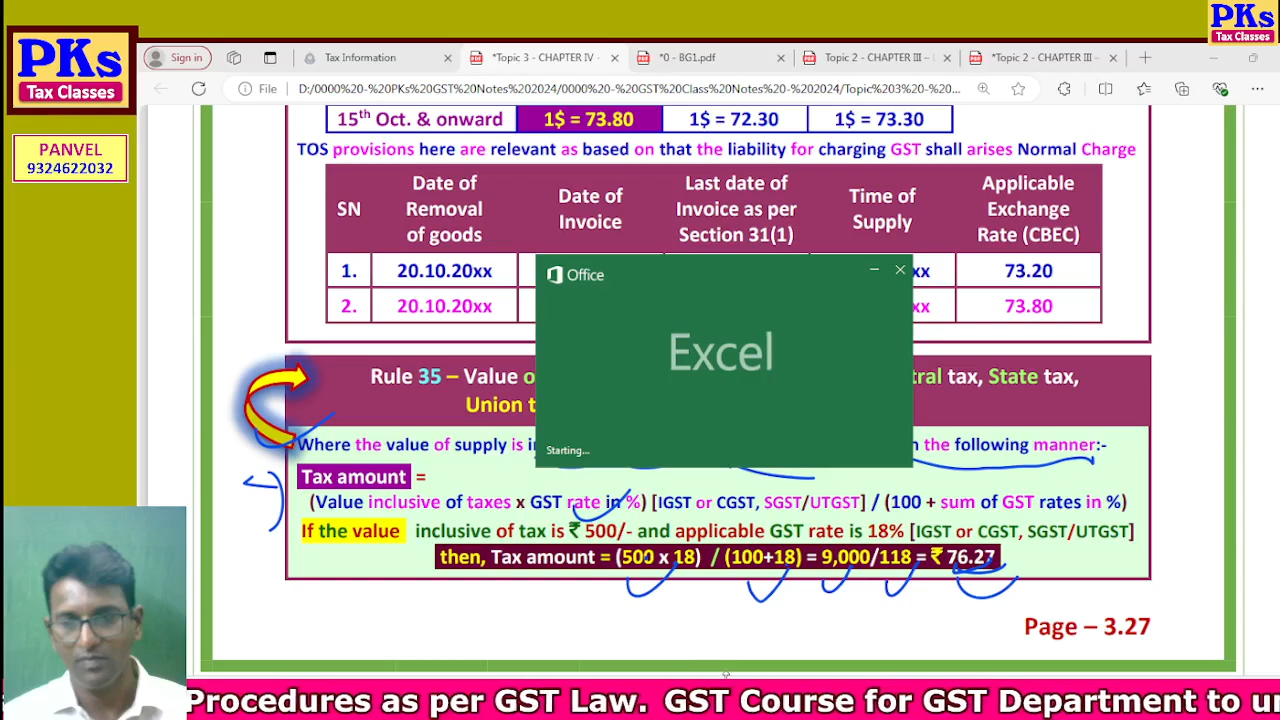 PKs
Tax Classes
PKs
Tax Classes
PANVEL
9324622032
Sign in
Tax Information
*Topic 3 - CHAPTER IV -
*0 - BG1.pdf
Topic 2 - CHAPTER III –
*Topic 2 - CHAPTER III -
File
D:/0000%20-%20PKs%20GST%20Notes%202024/0000%20-%20GST%20Class%20Notes%20-%202024/Topic%203%20-%20...
15th Oct. & onward 1$ = 73.80 1$ = 72.30 1$ = 73.30
TOS provisions here are relevant as based on that the liability for charging GST shall arises Normal Charge
SN
Date of
Removal
of goods
Date of
Invoice
Last date of
Invoice as per
Section 31(1)
Time of
Supply
Applicable
Exchange
Rate (CBEC)
1. 20.10.20xx xx 73.20
2. 20.10.20xx xx 73.80
Office
Excel
Starting...
Rule 35 – Value tral tax, State tax,
Union
Where the value of supply is the following manner:-
Tax amount =
(Value inclusive of taxes x GST rate in %) [IGST or CGST, SGST/UTGST] / (100 + sum of GST rates in %)
If the value inclusive of tax is ₹ 500/- and applicable GST rate is 18% [IGST or CGST, SGST/UTGST]
then, Tax amount = (500 x 18) / (100+18) = 9,000/118 = ₹ 76.27
Page – 3.27
Procedures as per GST Law. GST Course for GST Department to